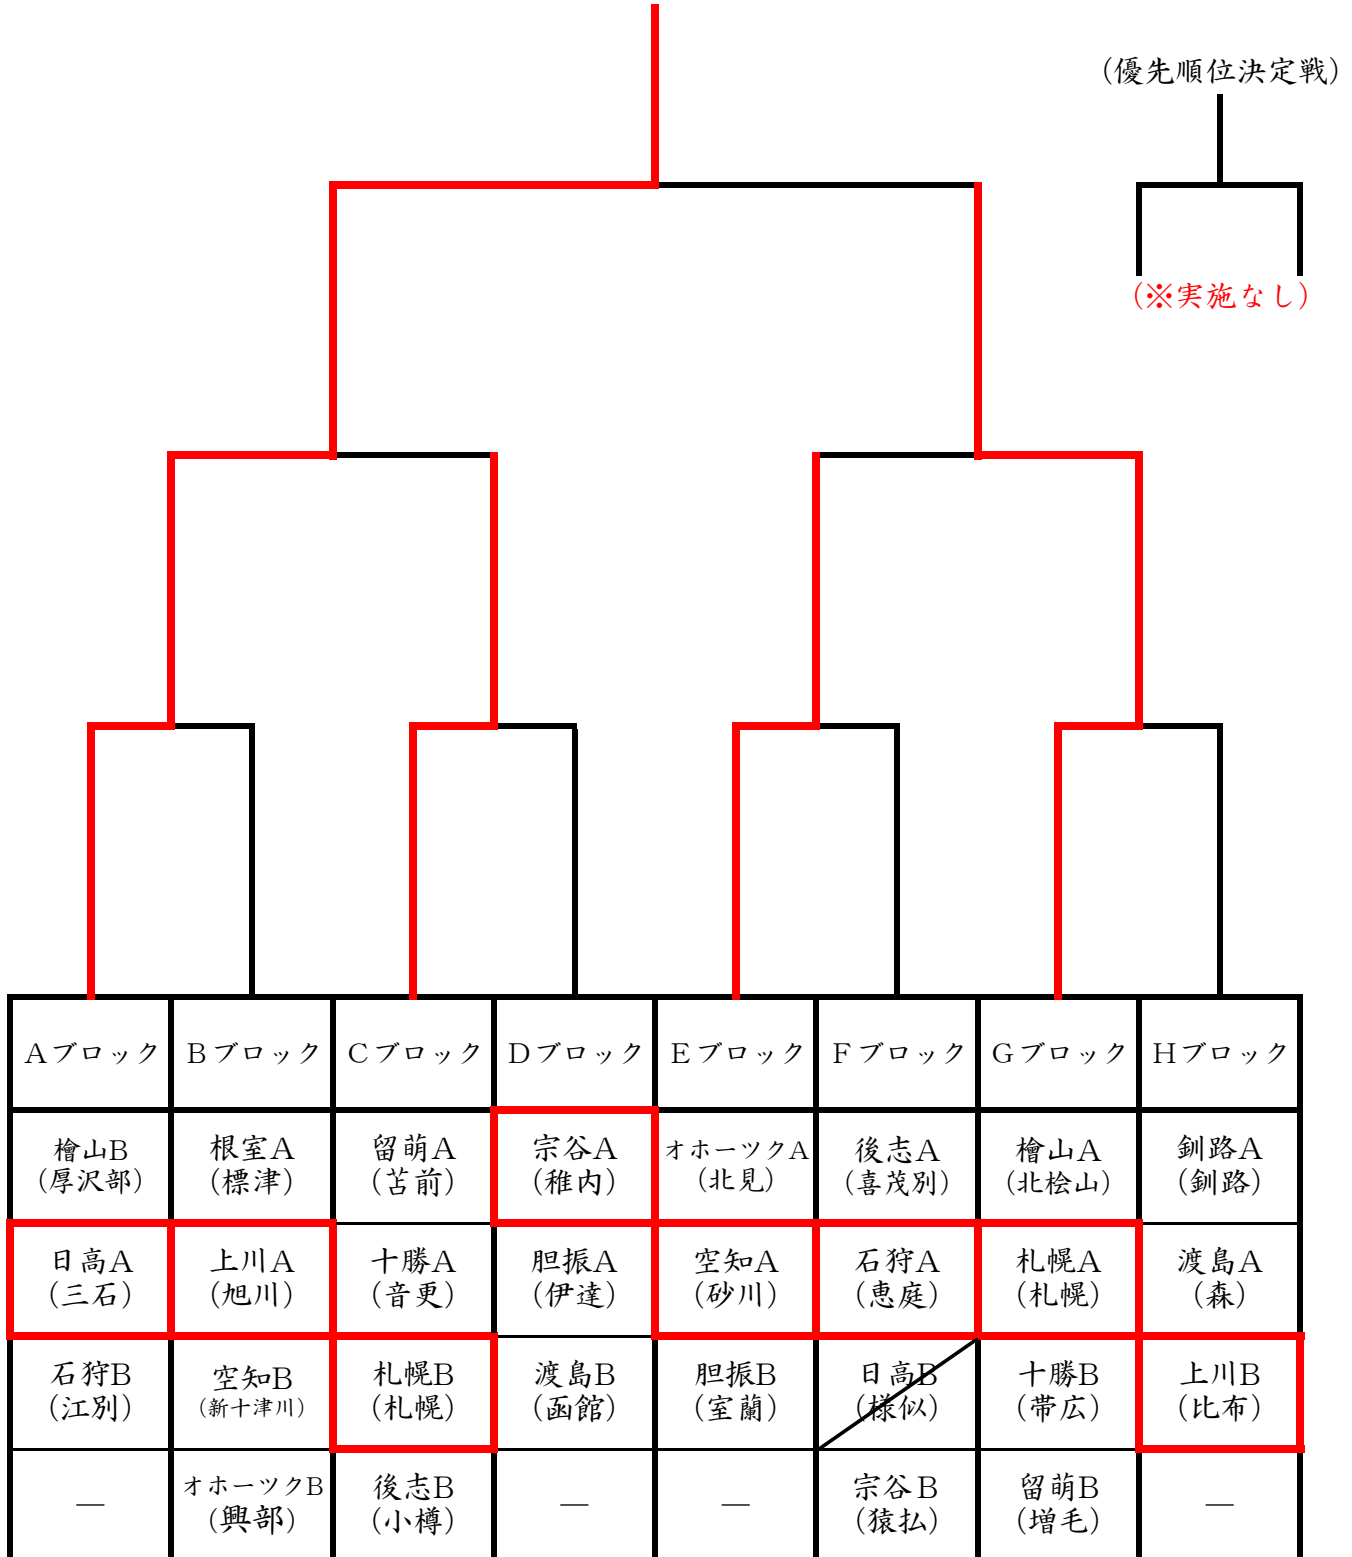 (優先順位決定戦)
(※実施なし)
Aブロック Bブロック Cブロック Dブロック Eブロック Fブロック Gブロック Hブロック
檜山B 根室A 留萌A 宗谷A オホーツクA 後志A 檜山A 釧路A
(厚沢部) (標津) (苫前) (稚内) (北見) (喜茂別) (北桧山) (釧路)
日高A 上川A 十勝A 胆振A 空知A 石狩A 札幌A 渡島A
(三石) (旭川) (音更) (伊達) (砂川) (恵庭) (札幌) (森)
石狩B 空知B 札幌B 渡島B 胆振B 日高B 十勝B 上川B
(江別) (新十津川) (札幌) (函館) (室蘭) (様似) (帯広) (比布)
― オホーツクB 後志B ― ― 宗谷B 留萌B ―
(興部) (小樽) (猿払) (増毛)